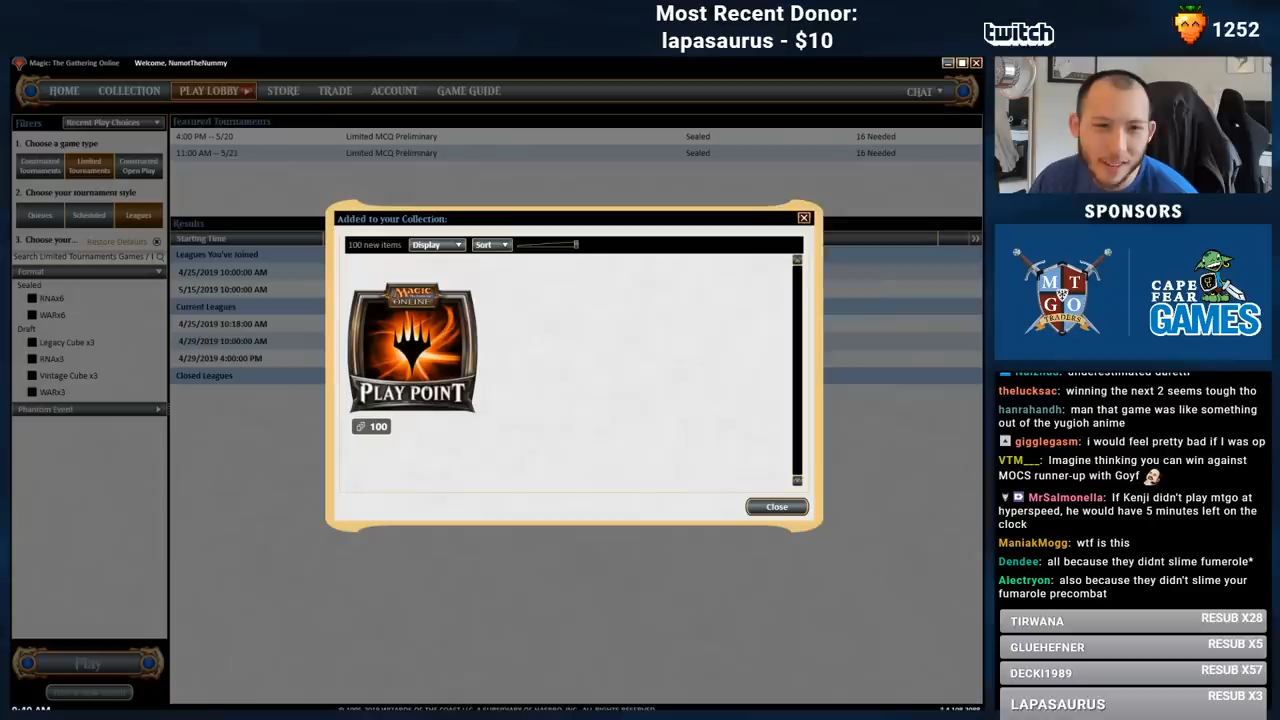 Most Recent Donor:
lapasaurus - $10
twitch
1252
Magic: The Gathering Online Welcome, NumotTheNummy
HOME COLLECTION PLAY LOBBY STORE TRADE ACCOUNT GAME GUIDE CHAT
Filters Recent Play Choices
1. Choose a game type
Constructed Tournaments
Limited Tournaments
Constructed Open Play
2. Choose your tournament style
Queues Scheduled Leagues
3. Choose your... Restore Defaults
Search Limited Tournaments Games / I
Format
Sealed
RNAx6
WARx6
Draft
Legacy Cube x3
RNAx3
Vintage Cube x3
WARx3
Phantom Event
Play
Featured Tournaments
4:00 PM -- 5/20 Limited MCQ Preliminary Sealed 16 Needed
11:00 AM -- 5/21 Limited MCQ Preliminary Sealed 16 Needed
Results
Starting Time
Leagues You've Joined
4/25/2019 10:00:00 AM
5/15/2019 10:00:00 AM
Current Leagues
4/25/2019 10:18:00 AM
4/29/2019 10:00:00 AM
4/29/2019 4:00:00 PM
Closed Leagues
Added to your Collection:
100 new items Display Sort
Magic
ONLINE
PLAY POINT
100
Close
SPONSORS
MTGO
TRADERS
CAPE
FEAR
GAMES
thelucksac: winning the next 2 seems tough tho
hanrahandh: man that game was like something
out of the yugioh anime
gigglegasm: i would feel pretty bad if I was op
VTM___: Imagine thinking you can win against
MOCS runner-up with Goyf
MrSalmonella: If Kenji didn't play mtgo at
hyperspeed, he would have 5 minutes left on the
clock
ManiakMogg: wtf is this
Dendee: all because they didnt slime fumerole*
Alectryon: also because they didn't slime your
fumarole precombat
TIRWANA RESUB X28
GLUEHEFNER RESUB X5
DECKI1989 RESUB X57
LAPASAURUS RESUB X3